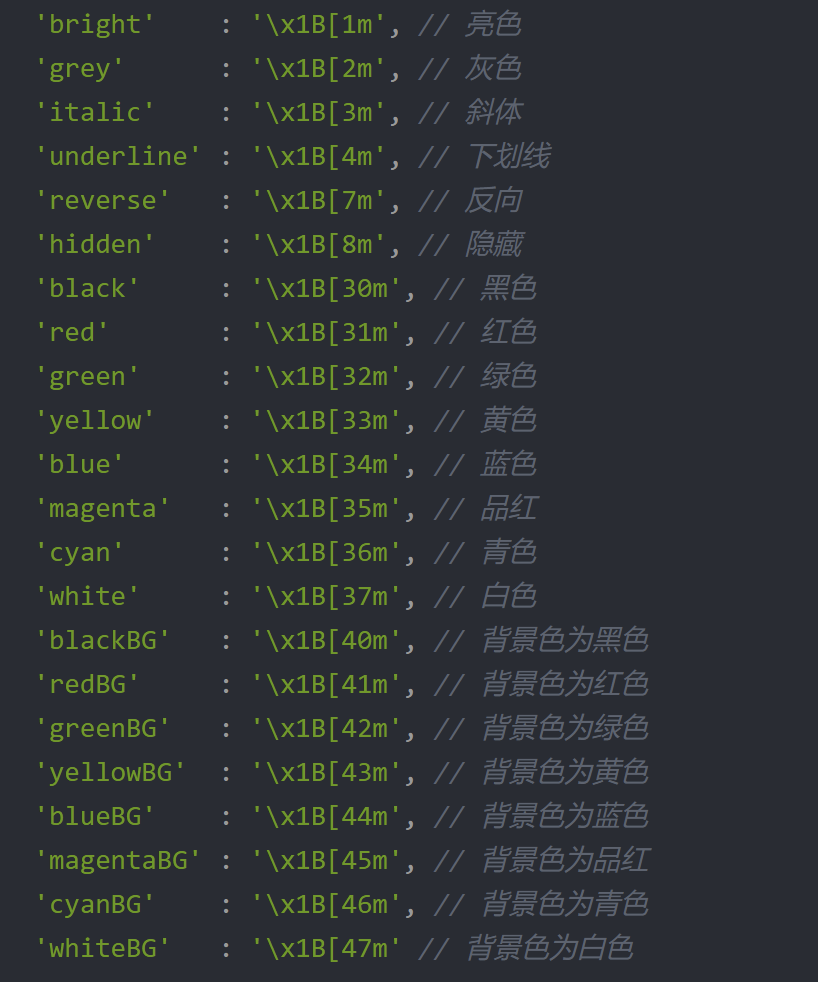 'bright'    : '\x1B[1m', // 亮色
'grey'      : '\x1B[2m', // 灰色
'italic'    : '\x1B[3m', // 斜体
'underline' : '\x1B[4m', // 下划线
'reverse'   : '\x1B[7m', // 反向
'hidden'    : '\x1B[8m', // 隐藏
'black'     : '\x1B[30m', // 黑色
'red'       : '\x1B[31m', // 红色
'green'     : '\x1B[32m', // 绿色
'yellow'    : '\x1B[33m', // 黄色
'blue'      : '\x1B[34m', // 蓝色
'magenta'   : '\x1B[35m', // 品红
'cyan'      : '\x1B[36m', // 青色
'white'     : '\x1B[37m', // 白色
'blackBG'   : '\x1B[40m', // 背景色为黑色
'redBG'     : '\x1B[41m', // 背景色为红色
'greenBG'   : '\x1B[42m', // 背景色为绿色
'yellowBG'  : '\x1B[43m', // 背景色为黄色
'blueBG'    : '\x1B[44m', // 背景色为蓝色
'magentaBG' : '\x1B[45m', // 背景色为品红
'cyanBG'    : '\x1B[46m', // 背景色为青色
'whiteBG'   : '\x1B[47m' // 背景色为白色